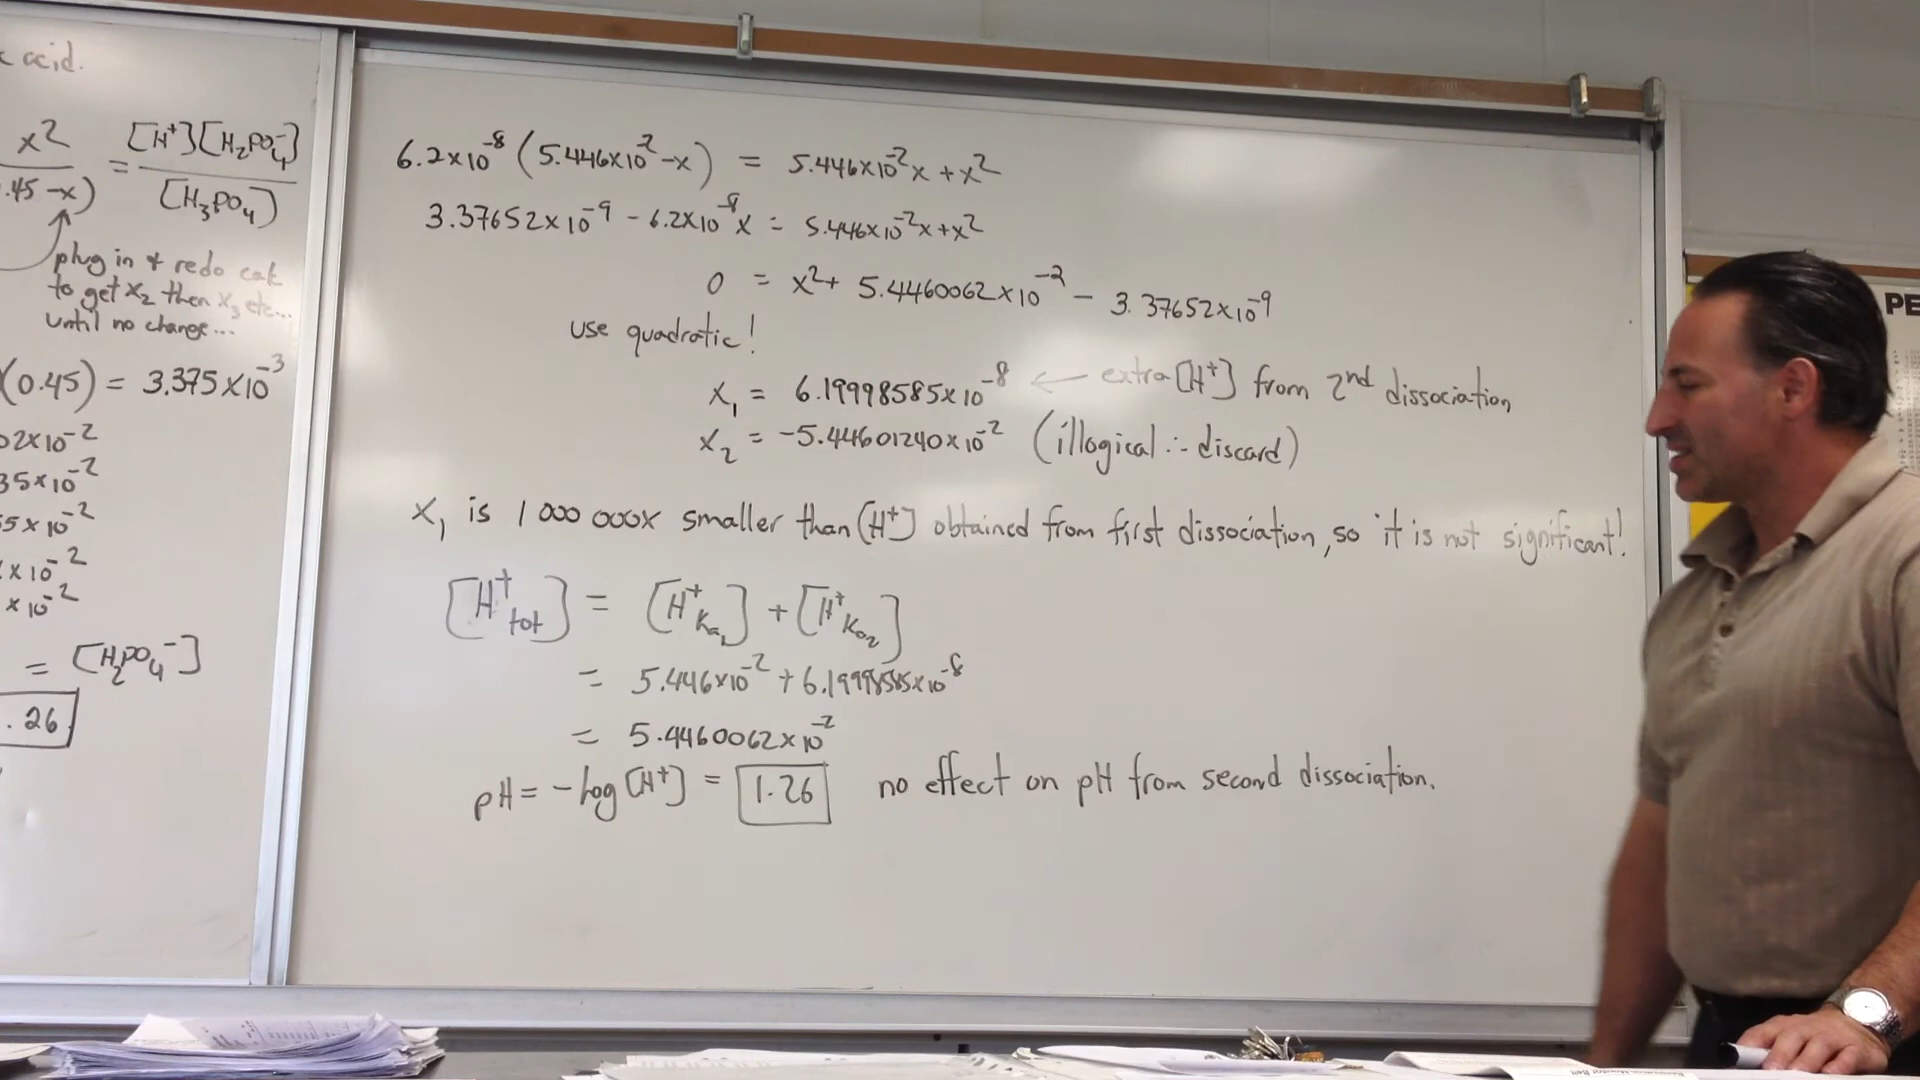 acid.
x² / .45 - x) = [H⁺][H₂PO₄⁻] / [H₃PO₄]
plug in & redo calc
to get x₂ then x₃ etc...
until no change...
(0.45) = 3.375x10⁻³
02x10⁻²
35x10⁻²
5x10⁻²
x10⁻²
x10⁻²
= [H₂PO₄⁻]
.26
6.2x10⁻⁸ (5.446x10⁻² - x) = 5.446x10⁻²x + x²
3.37652x10⁻⁹ - 6.2x10⁻⁸x = 5.446x10⁻²x + x²
0 = x² + 5.4460062x10⁻² - 3.37652x10⁻⁹
use quadratic!
x₁ = 6.19998585x10⁻⁸ ← extra [H⁺] from 2nd dissociation
x₂ = -5.44601240x10⁻² (illogical ∴ discard)
x₁ is 1 000 000x smaller than [H⁺] obtained from first dissociation, so it is not significant!
[H⁺tot] = [H⁺Ka₁] + [H⁺Ka₂]
= 5.446x10⁻² + 6.19998585x10⁻⁸
= 5.4460062x10⁻²
pH = -log [H⁺] = 1.26 no effect on pH from second dissociation.
PE